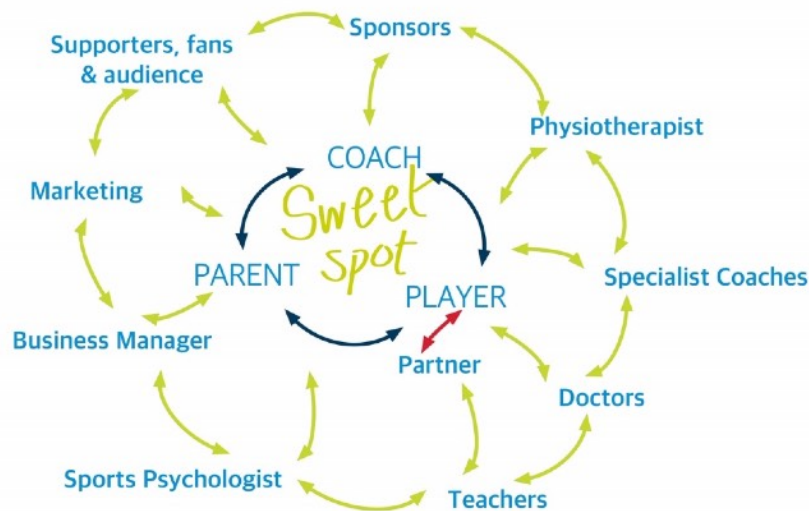 Sponsors
Supporters, fans
& audience
Physiotherapist
COACH
Marketing
Sweet
spot
PARENT
Specialist Coaches
PLAYER
Business Manager
Partner
Doctors
Sports Psychologist
Teachers